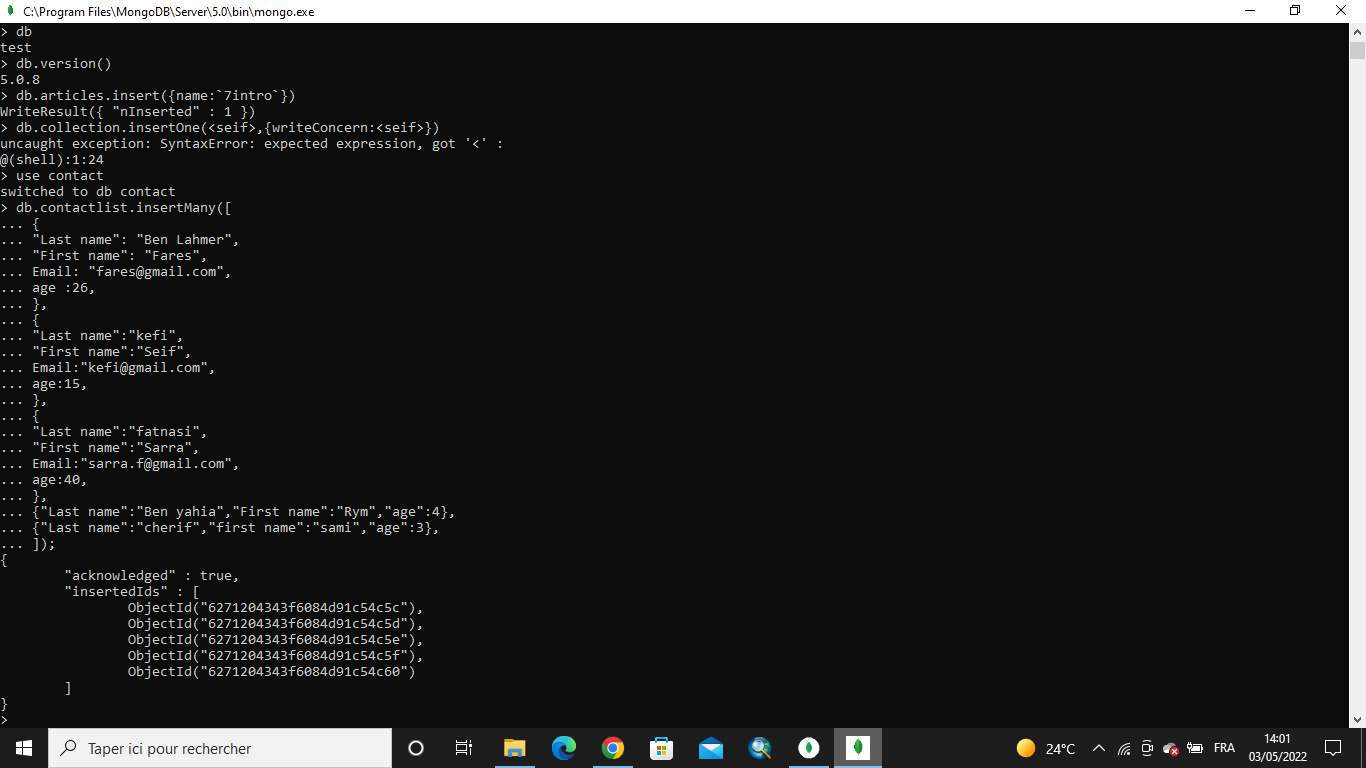 C:\Program Files\MongoDB\Server\5.0\bin\mongo.exe
> db
test
> db.version()
5.0.8
> db.articles.insert({name:`7intro`})
WriteResult({ "nInserted" : 1 })
> db.collection.insertOne(<seif>,{writeConcern:<seif>})
uncaught exception: SyntaxError: expected expression, got '<' :
@(shell):1:24
> use contact
switched to db contact
> db.contactlist.insertMany([
... {
... "Last name": "Ben Lahmer",
... "First name": "Fares",
... Email: "fares@gmail.com",
... age :26,
... },
... {
... "Last name":"kefi",
... "First name":"Seif",
... Email:"kefi@gmail.com",
... age:15,
... },
... {
... "Last name":"fatnasi",
... "First name":"Sarra",
... Email:"sarra.f@gmail.com",
... age:40,
... },
... {"Last name":"Ben yahia","First name":"Rym","age":4},
... {"Last name":"cherif","first name":"sami","age":3},
... ]);
{
        "acknowledged" : true,
        "insertedIds" : [
                ObjectId("6271204343f6084d91c54c5c"),
                ObjectId("6271204343f6084d91c54c5d"),
                ObjectId("6271204343f6084d91c54c5e"),
                ObjectId("6271204343f6084d91c54c5f"),
                ObjectId("6271204343f6084d91c54c60")
        ]
}
>
Taper ici pour rechercher
24°C
FRA
14:01
03/05/2022